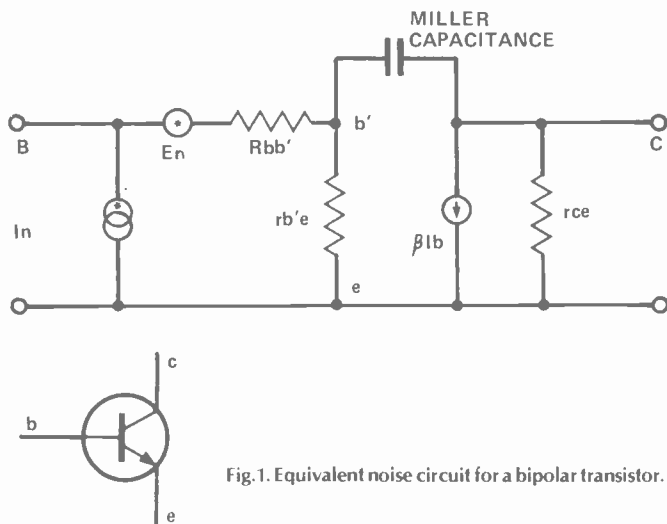 MILLER
CAPACITANCE
B
En
Rbb'
b'
C
In
rb'e
βIb
rce
e
c
b
e
Fig.1. Equivalent noise circuit for a bipolar transistor.